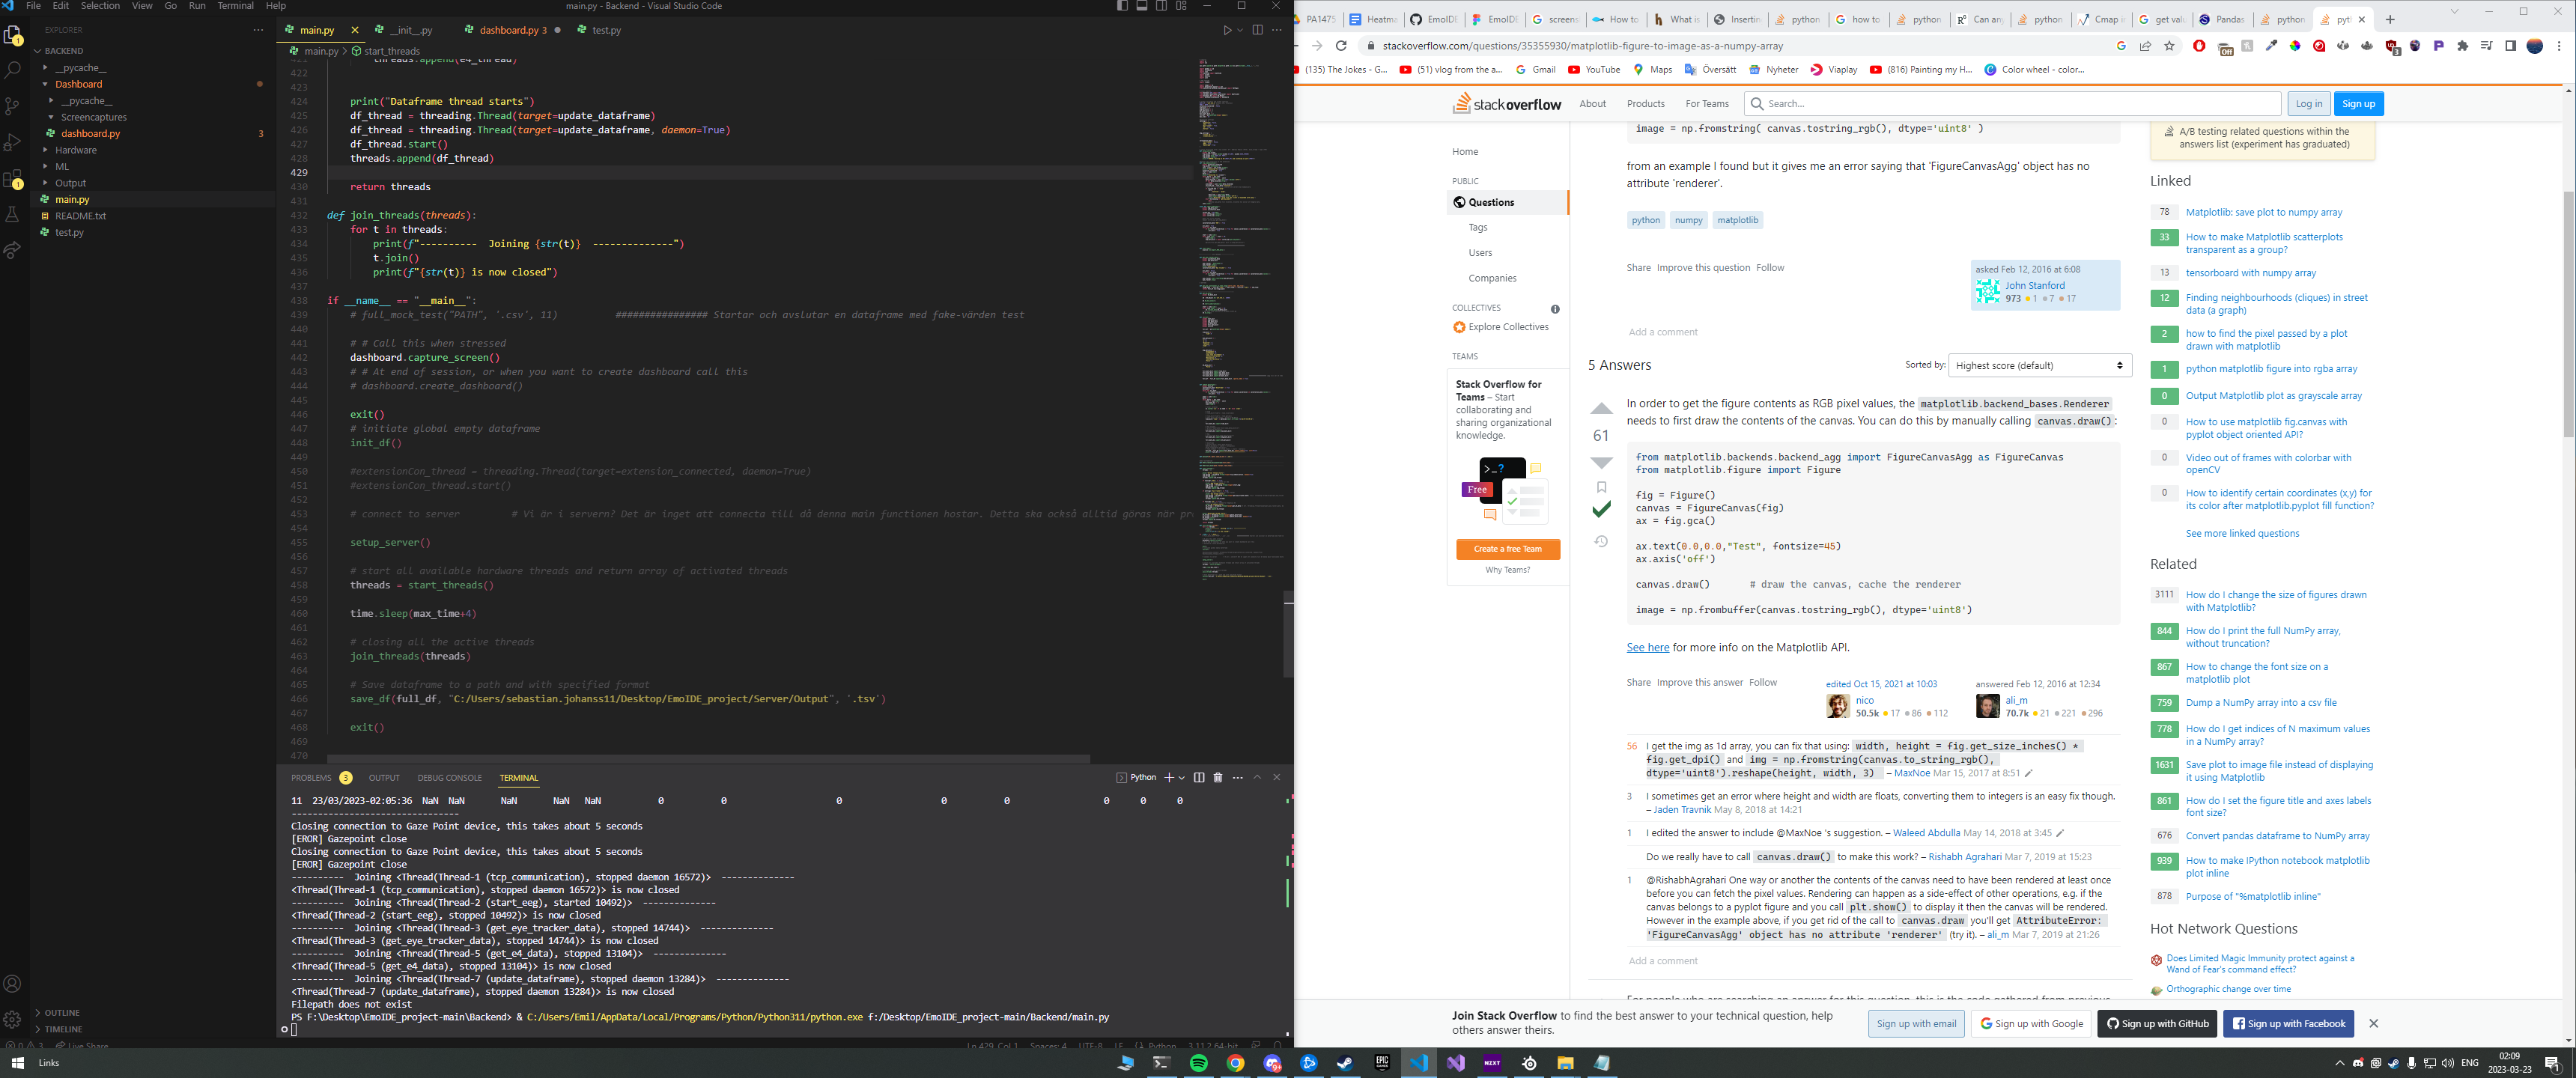 File Edit Selection View Go Run Terminal Help
main.py - Backend - Visual Studio Code
EXPLORER
BACKEND
__pycache__
Dashboard
__pycache__
Screencaptures
dashboard.py 3
Hardware
ML
Output
main.py
README.txt
test.py
OUTLINE
TIMELINE
main.py
__init__.py
dashboard.py 3
test.py
main.py > start_threads
421 threads.append(e4_thread)
422
423
424 print("Dataframe thread starts")
425 df_thread = threading.Thread(target=update_dataframe)
426 df_thread = threading.Thread(target=update_dataframe, daemon=True)
427 df_thread.start()
428 threads.append(df_thread)
429
430 return threads
431
432 def join_threads(threads):
433 for t in threads:
434 print(f"---------- Joining {str(t)} --------------")
435 t.join()
436 print(f"{str(t)} is now closed")
437
438 if __name__ == "__main__":
439 # full_mock_test("PATH", '.csv', 11) ################ Startar och avslutar en dataframe med fake-värden test
440
441 # # Call this when stressed
442 dashboard.capture_screen()
443 # # At end of session, or when you want to create dashboard call this
444 # dashboard.create_dashboard()
445
446 exit()
447 # initiate global empty dataframe
448 init_df()
449
450 #extensionCon_thread = threading.Thread(target=extension_connected, daemon=True)
451 #extensionCon_thread.start()
452
453 # connect to server # Vi är i servern? Det är inget att connecta till då denna main functionen hostar. Detta ska också alltid göras när pr
454
455 setup_server()
456
457 # start all available hardware threads and return array of activated threads
458 threads = start_threads()
459
460 time.sleep(max_time+4)
461
462 # closing all the active threads
463 join_threads(threads)
464
465 # Save dataframe to a path and with specified format
466 save_df(full_df, "C:/Users/sebastian.johanss11/Desktop/EmoIDE_project/Server/Output", '.tsv')
467
468 exit()
469
470
PROBLEMS 3 OUTPUT DEBUG CONSOLE TERMINAL
Python
11 23/03/2023-02:05:36 NaN NaN NaN NaN NaN 0 0 0 0 0 0 0 0
------------------------------
Closing connection to Gaze Point device, this takes about 5 seconds
[EROR] Gazepoint close
Closing connection to Gaze Point device, this takes about 5 seconds
[EROR] Gazepoint close
---------- Joining <Thread(Thread-1 (tcp_communication), stopped daemon 16572)> --------------
<Thread(Thread-1 (tcp_communication), stopped daemon 16572)> is now closed
---------- Joining <Thread(Thread-2 (start_eeg), started 10492)> --------------
<Thread(Thread-2 (start_eeg), stopped 10492)> is now closed
---------- Joining <Thread(Thread-3 (get_eye_tracker_data), stopped 14744)> --------------
<Thread(Thread-3 (get_eye_tracker_data), stopped 14744)> is now closed
---------- Joining <Thread(Thread-5 (get_e4_data), stopped 13104)> --------------
<Thread(Thread-5 (get_e4_data), stopped 13104)> is now closed
---------- Joining <Thread(Thread-7 (update_dataframe), stopped daemon 13284)> --------------
<Thread(Thread-7 (update_dataframe), stopped daemon 13284)> is now closed
Filepath does not exist
PS F:\Desktop\EmoIDE_project-main\Backend> & C:/Users/Emil/AppData/Local/Programs/Python/Python311/python.exe f:/Desktop/EmoIDE_project-main/Backend/main.py
0 3 Live Share
Ln 429, Col 1 Spaces: 4 UTF-8 LF Python 3.11.2 64-bit
PA1475 Heatma EmoIDE EmoIDE screens How to What is Insertin python how to python Can any python Cmap in get valu Pandas python pyt
stackoverflow.com/questions/35355930/matplotlib-figure-to-image-as-a-numpy-array
(135) The Jokes - G... (51) vlog from the a... Gmail YouTube Maps Översätt Nyheter Viaplay (816) Painting my H... Color wheel - color...
stackoverflow About Products For Teams Search... Log in Sign up
Home
PUBLIC
Questions
Tags
Users
Companies
COLLECTIVES
Explore Collectives
TEAMS
Stack Overflow for
Teams – Start
collaborating and
sharing organizational
knowledge.
Free
Create a free Team
Why Teams?
image = np.fromstring( canvas.tostring_rgb(), dtype='uint8' )
from an example I found but it gives me an error saying that 'FigureCanvasAgg' object has no
attribute 'renderer'.
python numpy matplotlib
Share Improve this question Follow
asked Feb 12, 2016 at 6:08
John Stanford
973 1 7 17
Add a comment
5 Answers
Sorted by: Highest score (default)
61
In order to get the figure contents as RGB pixel values, the matplotlib.backend_bases.Renderer
needs to first draw the contents of the canvas. You can do this by manually calling canvas.draw():
from matplotlib.backends.backend_agg import FigureCanvasAgg as FigureCanvas
from matplotlib.figure import Figure
fig = Figure()
canvas = FigureCanvas(fig)
ax = fig.gca()
ax.text(0.0,0.0,"Test", fontsize=45)
ax.axis('off')
canvas.draw() # draw the canvas, cache the renderer
image = np.frombuffer(canvas.tostring_rgb(), dtype='uint8')
See here for more info on the Matplotlib API.
Share Improve this answer Follow
edited Oct 15, 2021 at 10:03
nico
50.5k 17 86 112
answered Feb 12, 2016 at 12:34
ali_m
70.7k 21 221 296
56 I get the img as 1d array, you can fix that using: width, height = fig.get_size_inches() *
fig.get_dpi() and img = np.fromstring(canvas.to_string_rgb(),
dtype='uint8').reshape(height, width, 3) – MaxNoe Mar 15, 2017 at 8:51
3 I sometimes get an error where height and width are floats, converting them to integers is an easy fix though.
– Jaden Travnik May 8, 2018 at 14:21
1 I edited the answer to include @MaxNoe 's suggestion. – Waleed Abdulla May 14, 2018 at 3:45
Do we really have to call canvas.draw() to make this work? – Rishabh Agrahari Mar 7, 2019 at 15:23
1 @RishabhAgrahari One way or another the contents of the canvas need to have been rendered at least once
before you can fetch the pixel values. Rendering can happen as a side-effect of other operations, e.g. if the
canvas belongs to a pyplot figure and you call plt.show() to display it then the canvas will be rendered.
However in the example above, if you get rid of the call to canvas.draw you'll get AttributeError:
'FigureCanvasAgg' object has no attribute 'renderer' (try it). – ali_m Mar 7, 2019 at 21:26
Add a comment
For people who are searching an answer for this question, this is the code gathered from previous
A/B testing related questions within the
answers list (experiment has graduated)
Linked
78 Matplotlib: save plot to numpy array
33 How to make Matplotlib scatterplots
transparent as a group?
13 tensorboard with numpy array
12 Finding neighbourhoods (cliques) in street
data (a graph)
2 how to find the pixel passed by a plot
drawn with matplotlib
1 python matplotlib figure into rgba array
0 Output Matplotlib plot as grayscale array
0 How to use matplotlib fig.canvas with
pyplot object oriented API?
0 Video out of frames with colorbar with
openCV
0 How to identify certain coordinates (x,y) for
its color after matplotlib.pyplot fill function?
See more linked questions
Related
3111 How do I change the size of figures drawn
with Matplotlib?
844 How do I print the full NumPy array,
without truncation?
867 How to change the font size on a
matplotlib plot
759 Dump a NumPy array into a csv file
778 How do I get indices of N maximum values
in a NumPy array?
1631 Save plot to image file instead of displaying
it using Matplotlib
861 How do I set the figure title and axes labels
font size?
676 Convert pandas dataframe to NumPy array
939 How to make IPython notebook matplotlib
plot inline
878 Purpose of "%matplotlib inline"
Hot Network Questions
Does Limited Magic Immunity protect against a
Wand of Fear's command effect?
Orthographic change over time
Join Stack Overflow to find the best answer to your technical question, help
others answer theirs.
Sign up with email Sign up with Google Sign up with GitHub Sign up with Facebook
Links
ENG
02:09
2023-03-23